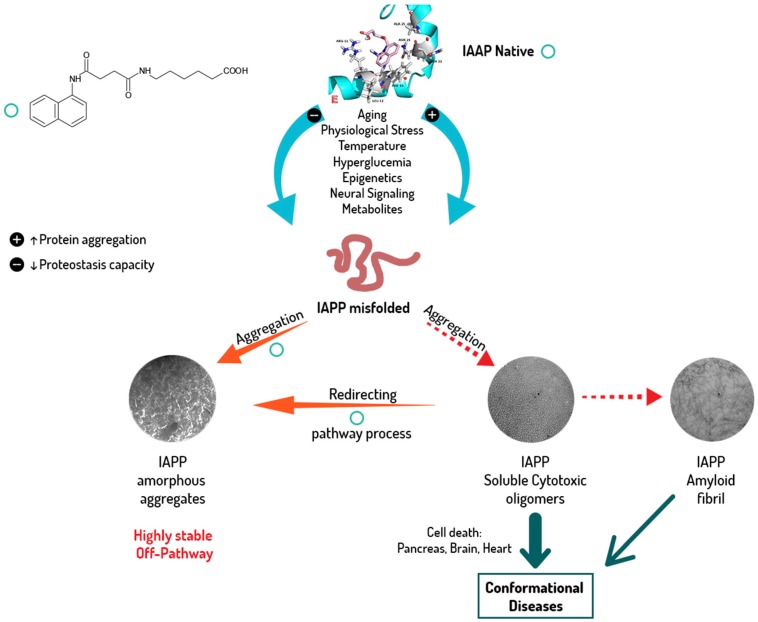 IAAP Native
O
O
NH
NH
O
COOH
E
Aging
Physiological Stress
Temperature
Hyperglucemia
Epigenetics
Neural Signaling
Metabolites
↑Protein aggregation
↓Proteostasis capacity
IAPP misfolded
Aggregation
Aggregation
Redirecting
pathway process
IAPP
amorphous
aggregates
Highly stable
Off-Pathway
IAPP
Soluble Cytotoxic
oligomers
IAPP
Amyloid
fibril
Cell death:
Pancreas, Brain, Heart
Conformational
Diseases